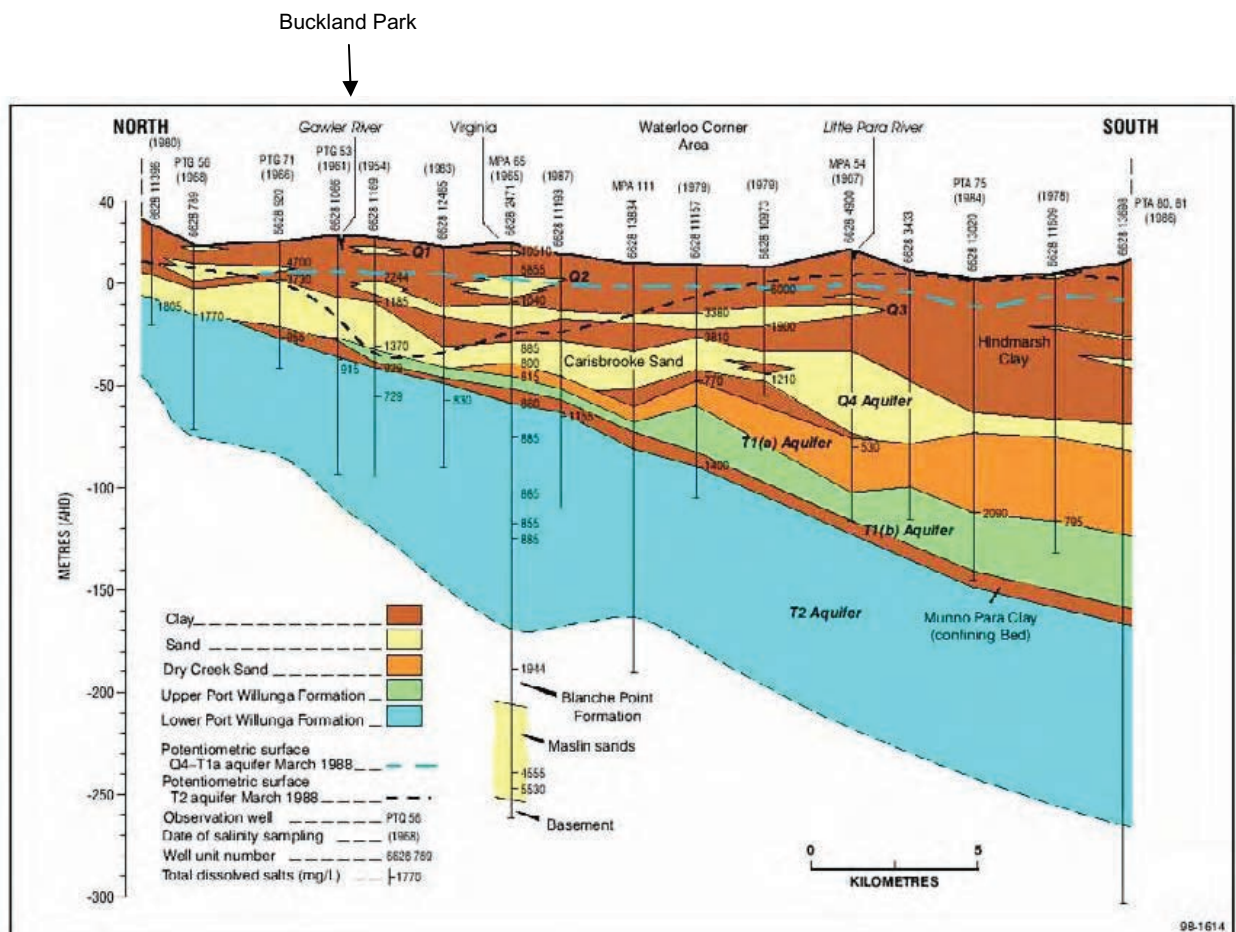 Buckland Park
NORTH
Gawler River
Virginia
Waterloo Corner
Area
Little Para River
SOUTH
(1980)
6628 11396
PTG 56
(1968)
6628 789
PTG 71
(1966)
6628 920
PTG 53
(1961)
6628 1066
(1954)
6628 1169
(1983)
6628 12465
MPA 65
(1965)
6628 2471
(1987)
6628 11193
MPA 111
6628 13834
(1979)
6628 11157
(1979)
6628 10973
MPA 54
(1967)
6628 4900
6628 3433
PTA 75
(1984)
6628 13020
(1978)
6628 11609
6628 13698
PTA 80, 81
(1986)
40
0
-50
-100
-150
-200
-250
-300
METRES (AHD)
Q1
Q2
Q3
4700
3730
2244
1185
10510
5855
1040
6000
3380
1900
3810
1805
1770
955
915
1370
929
729
830
885
800
815
860
1155
885
865
855
885
770
1210
1400
530
2090
795
Carisbrooke Sand
Hindmarsh
Clay
Q4 Aquifer
T1(a) Aquifer
T1(b) Aquifer
T2 Aquifer
Munno Para Clay
(confining Bed)
1944
Blanche Point
Formation
Maslin sands
4555
5530
Basement
Clay
Sand
Dry Creek Sand
Upper Port Willunga Formation
Lower Port Willunga Formation
Potentiometric surface
Q4-T1a aquifer March 1988
Potentiometric surface
T2 aquifer March 1988
Observation well PTG 56
Date of salinity sampling (1968)
Well unit number 6628 789
Total dissolved salts (mg/L) 1770
0 5
KILOMETRES
98-1614